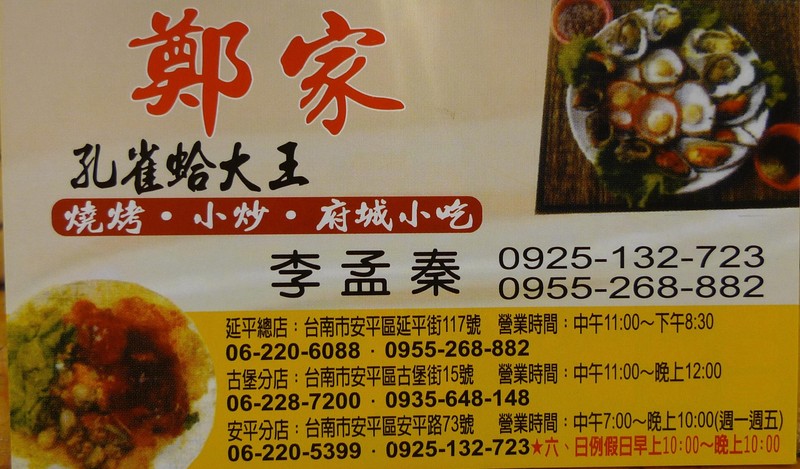 鄭家
孔雀蛤大王
燒烤・小炒・府城小吃
李孟秦
0925-132-723
0955-268-882
延平總店：台南市安平區延平街117號 營業時間：中午11:00～下午8:30
06-220-6088 · 0955-268-882
古堡分店：台南市安平區古堡街15號 營業時間：中午11:00～晚上12:00
06-228-7200 · 0935-648-148
安平分店：台南市安平區安平路73號 營業時間：中午7:00～晚上10:00(週一週五)
06-220-5399 · 0925-132-723★六、日例假日早上10:00～晚上10:00